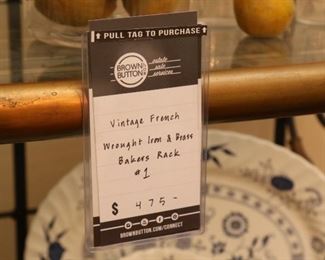 PULL TAG TO PURCHASE
BROWN
BUTTON
estate
sale
services
Vintage French
Wrought Iron & Brass
Bakers Rack
#1
$ 475-
BROWNBUTTON.COM/CONNECT